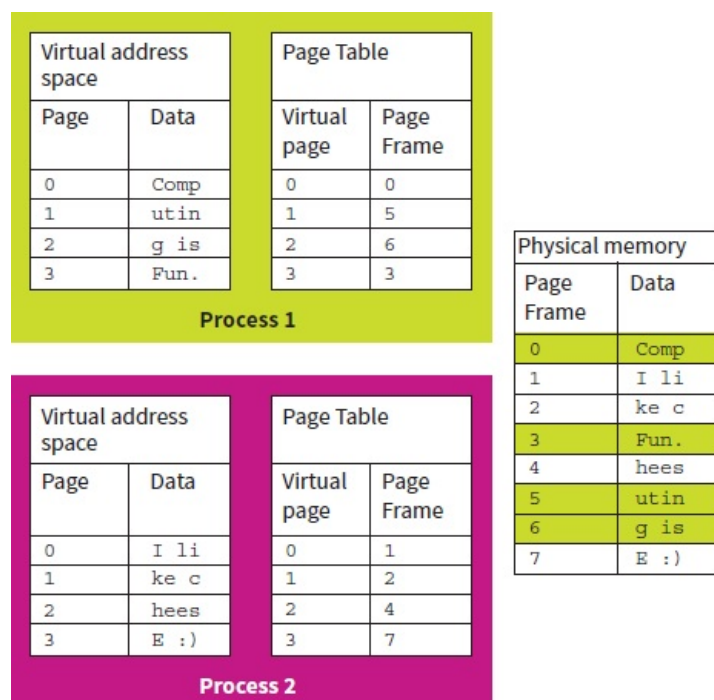 Virtual address
space
Page Data
0 Comp
1 utin
2 g is
3 Fun.
Page Table
Virtual
page
Page
Frame
0 0
1 5
2 6
3 3
Process 1
Virtual address
space
Page Data
0 I li
1 ke c
2 hees
3 E :)
Page Table
Virtual
page
Page
Frame
0 1
1 2
2 4
3 7
Process 2
Physical memory
Page
Frame
Data
0 Comp
1 I li
2 ke c
3 Fun.
4 hees
5 utin
6 g is
7 E :)